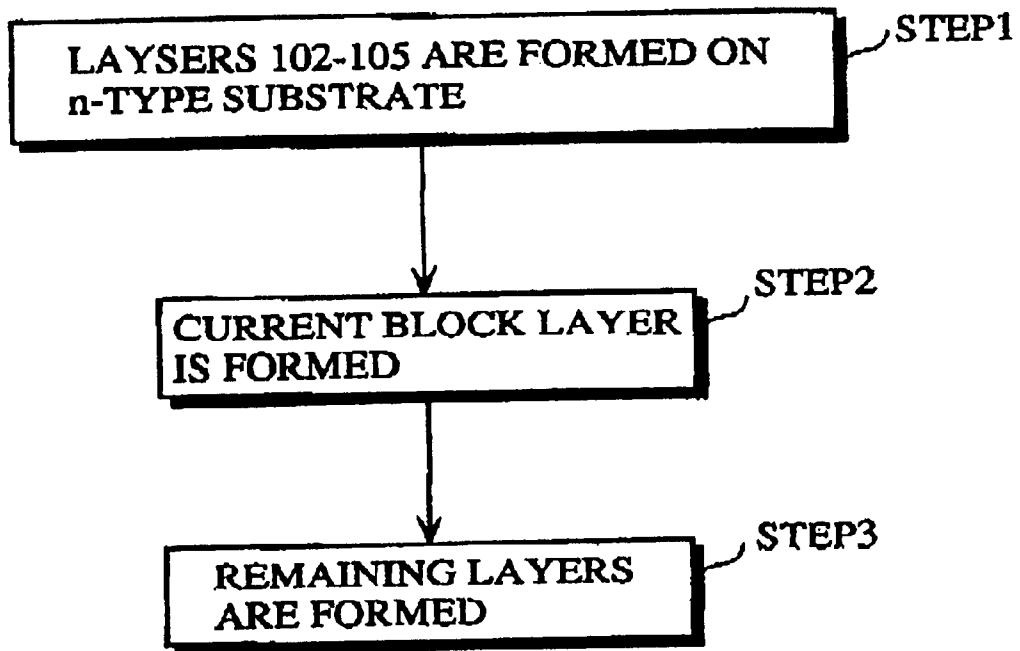 STEP1
LAYSERS 102-105 ARE FORMED ON
n-TYPE SUBSTRATE
STEP2
CURRENT BLOCK LAYER
IS FORMED
STEP3
REMAINING LAYERS
ARE FORMED